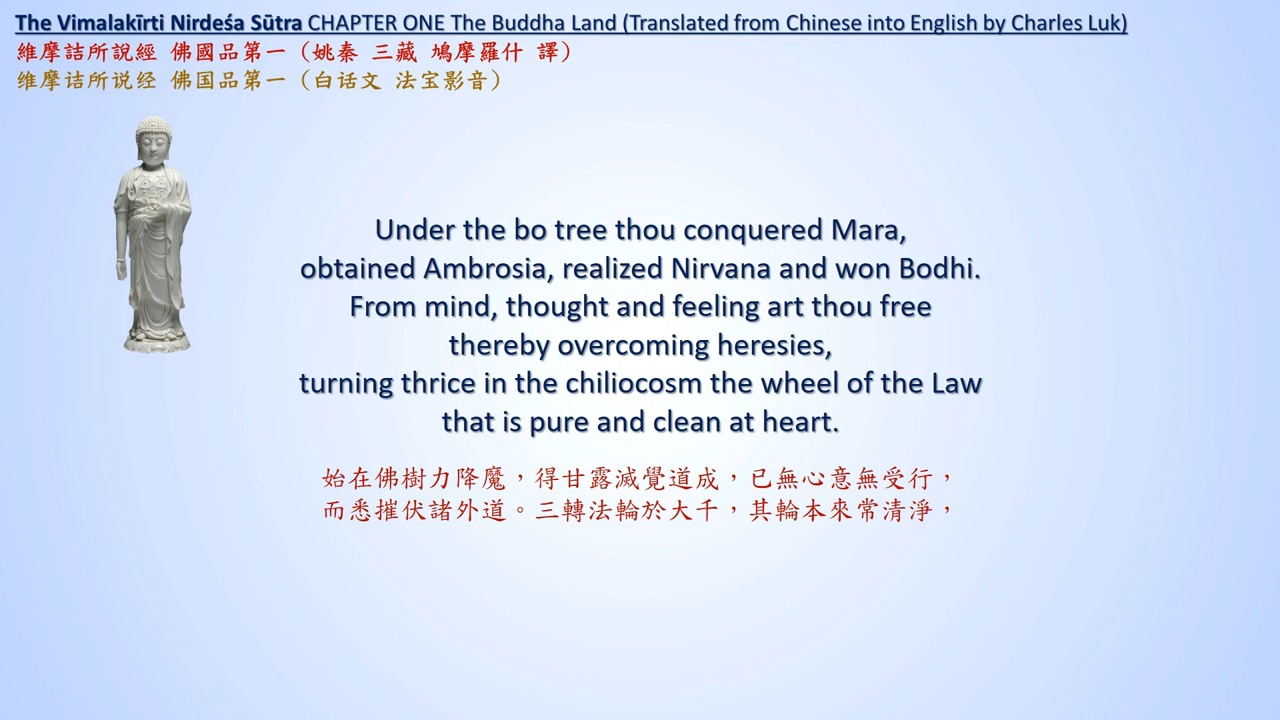 The Vimalakīrti Nirdeśa Sūtra CHAPTER ONE The Buddha Land (Translated from Chinese into English by Charles Luk)
維摩詰所說經 佛國品第一（姚秦 三藏 鳩摩羅什 譯）
维摩诘所说经 佛国品第一（白话文 法宝影音）
Under the bo tree thou conquered Mara,
obtained Ambrosia, realized Nirvana and won Bodhi.
From mind, thought and feeling art thou free
thereby overcoming heresies,
turning thrice in the chiliocosm the wheel of the Law
that is pure and clean at heart.
始在佛樹力降魔，得甘露滅覺道成，已無心意無受行，
而悉摧伏諸外道。三轉法輪於大千，其輪本來常清淨，